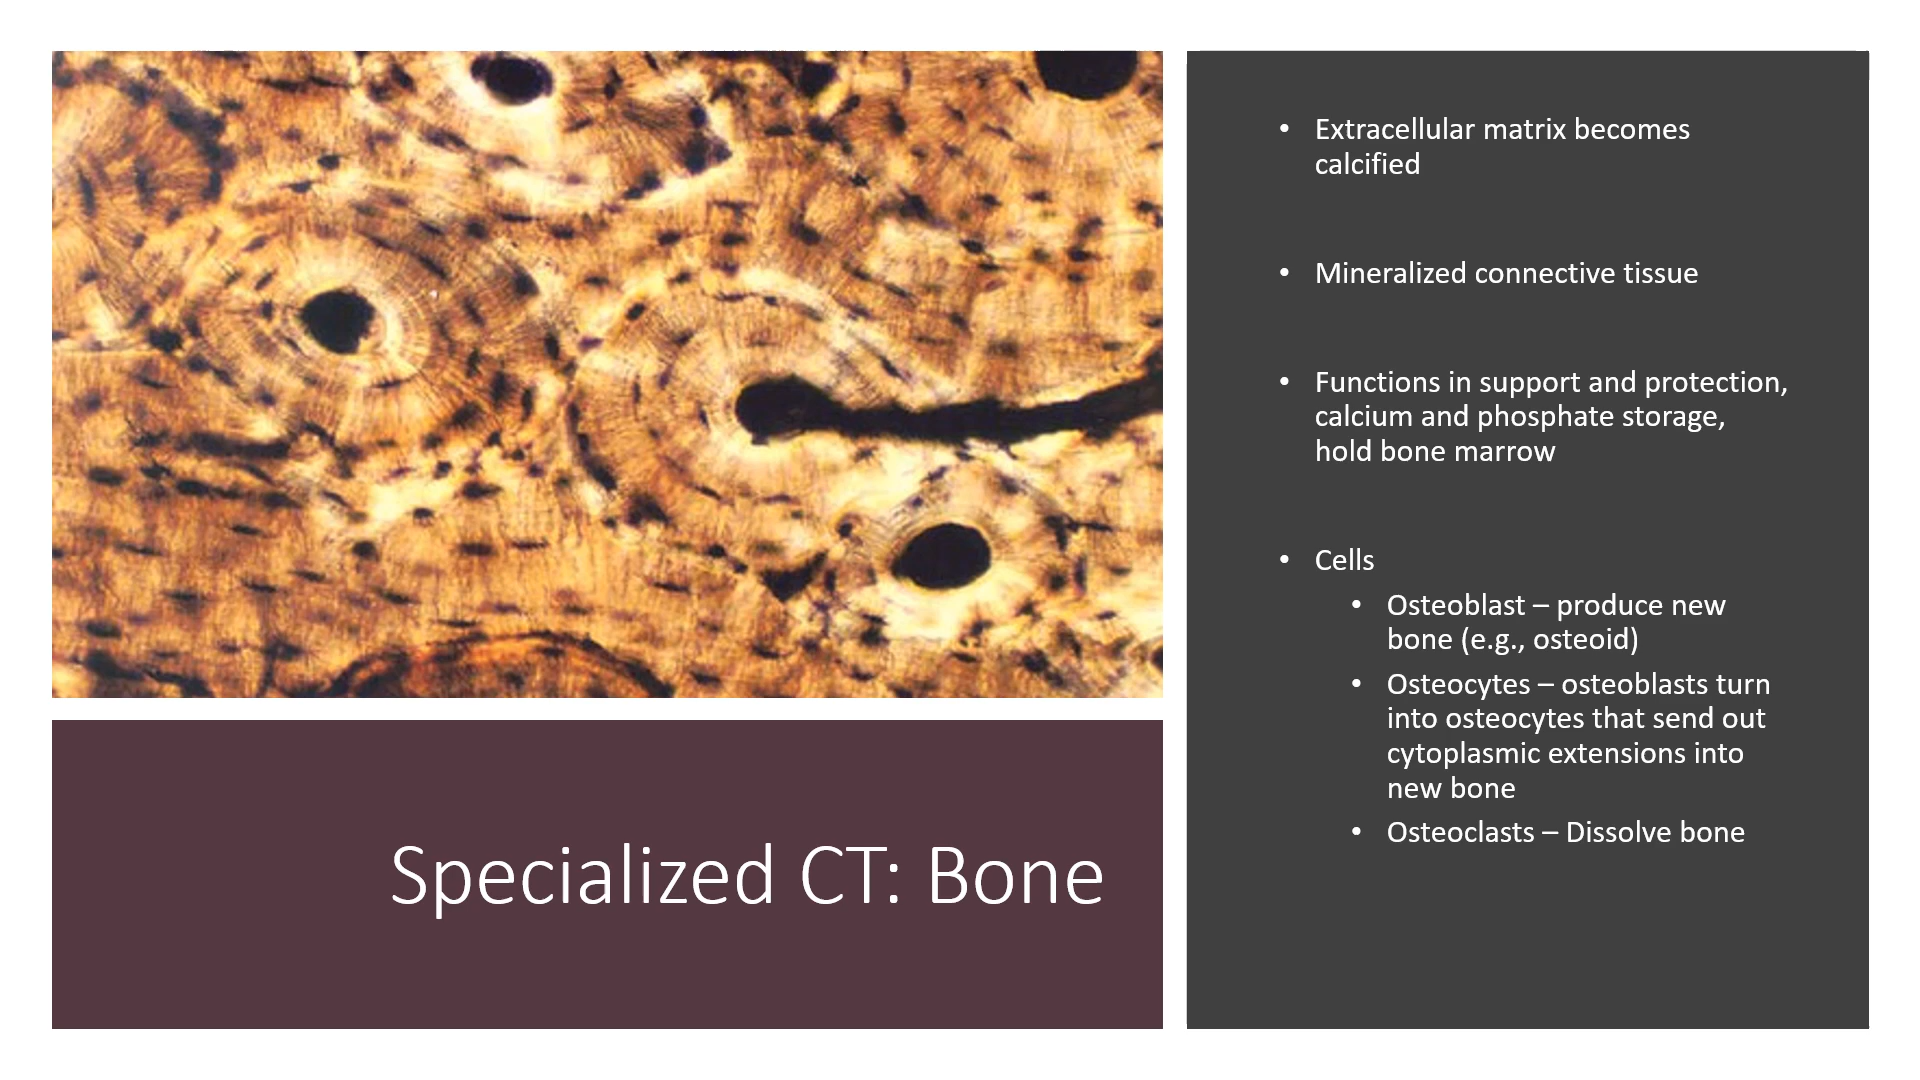 Specialized CT: Bone
• Extracellular matrix becomes
calcified
• Mineralized connective tissue
• Functions in support and protection,
calcium and phosphate storage,
hold bone marrow
• Cells
• Osteoblast – produce new
bone (e.g., osteoid)
• Osteocytes – osteoblasts turn
into osteocytes that send out
cytoplasmic extensions into
new bone
• Osteoclasts – Dissolve bone